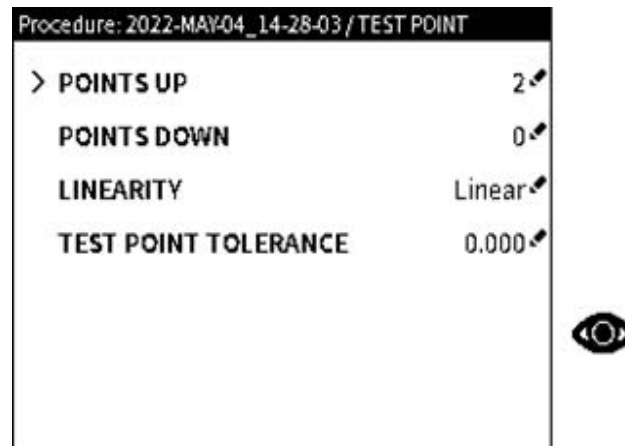 Procedure: 2022-MAY-04_14-28-03 / TEST POINT
> POINTS UP 2
POINTS DOWN 0
LINEARITY Linear
TEST POINT TOLERANCE 0.000